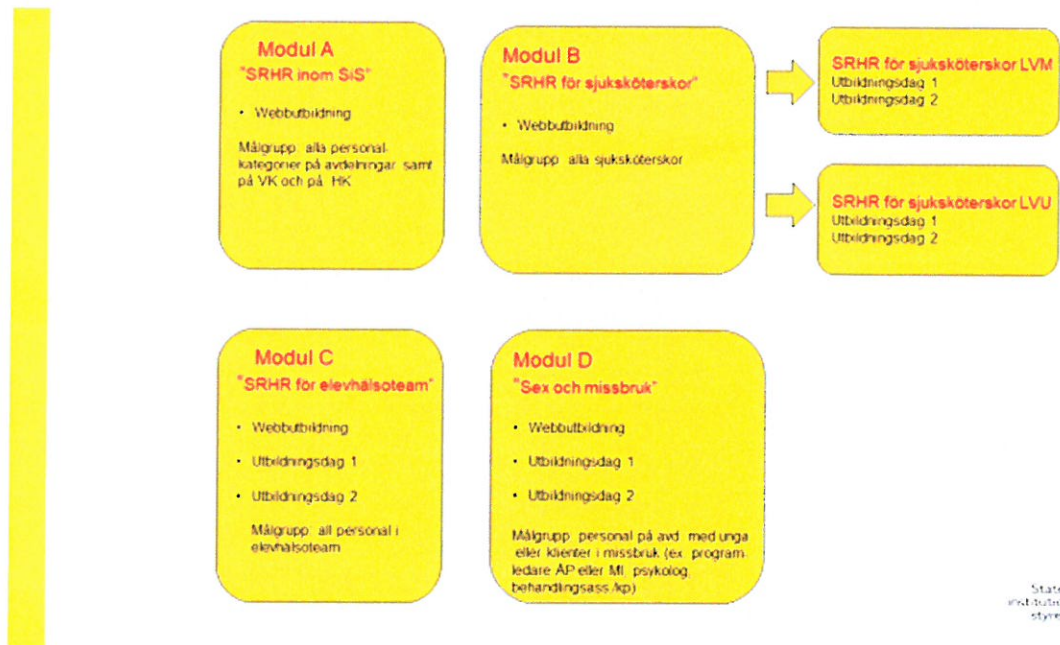 Modul A
"SRHR inom SiS"
• Webbutbildning
Målgrupp: alla personal-
kategorier på avdelningar samt
på VK och på HK
Modul B
"SRHR för sjuksköterskor"
• Webbutbildning
Målgrupp: alla sjuksköterskor
SRHR för sjuksköterskor LVM
Utbildningsdag 1
Utbildningsdag 2
SRHR för sjuksköterskor LVU
Utbildningsdag 1
Utbildningsdag 2
Modul C
"SRHR för elevhälsoteam"
• Webbutbildning
• Utbildningsdag 1
• Utbildningsdag 2
Målgrupp: all personal i
elevhälsoteam
Modul D
"Sex och missbruk"
• Webbutbildning
• Utbildningsdag 1
• Utbildningsdag 2
Målgrupp: personal på avd. med unga
eller klienter i missbruk (ex. program-
ledare ÅP eller MI, psykolog,
behandlingsass./kp)
State
institutio
styre